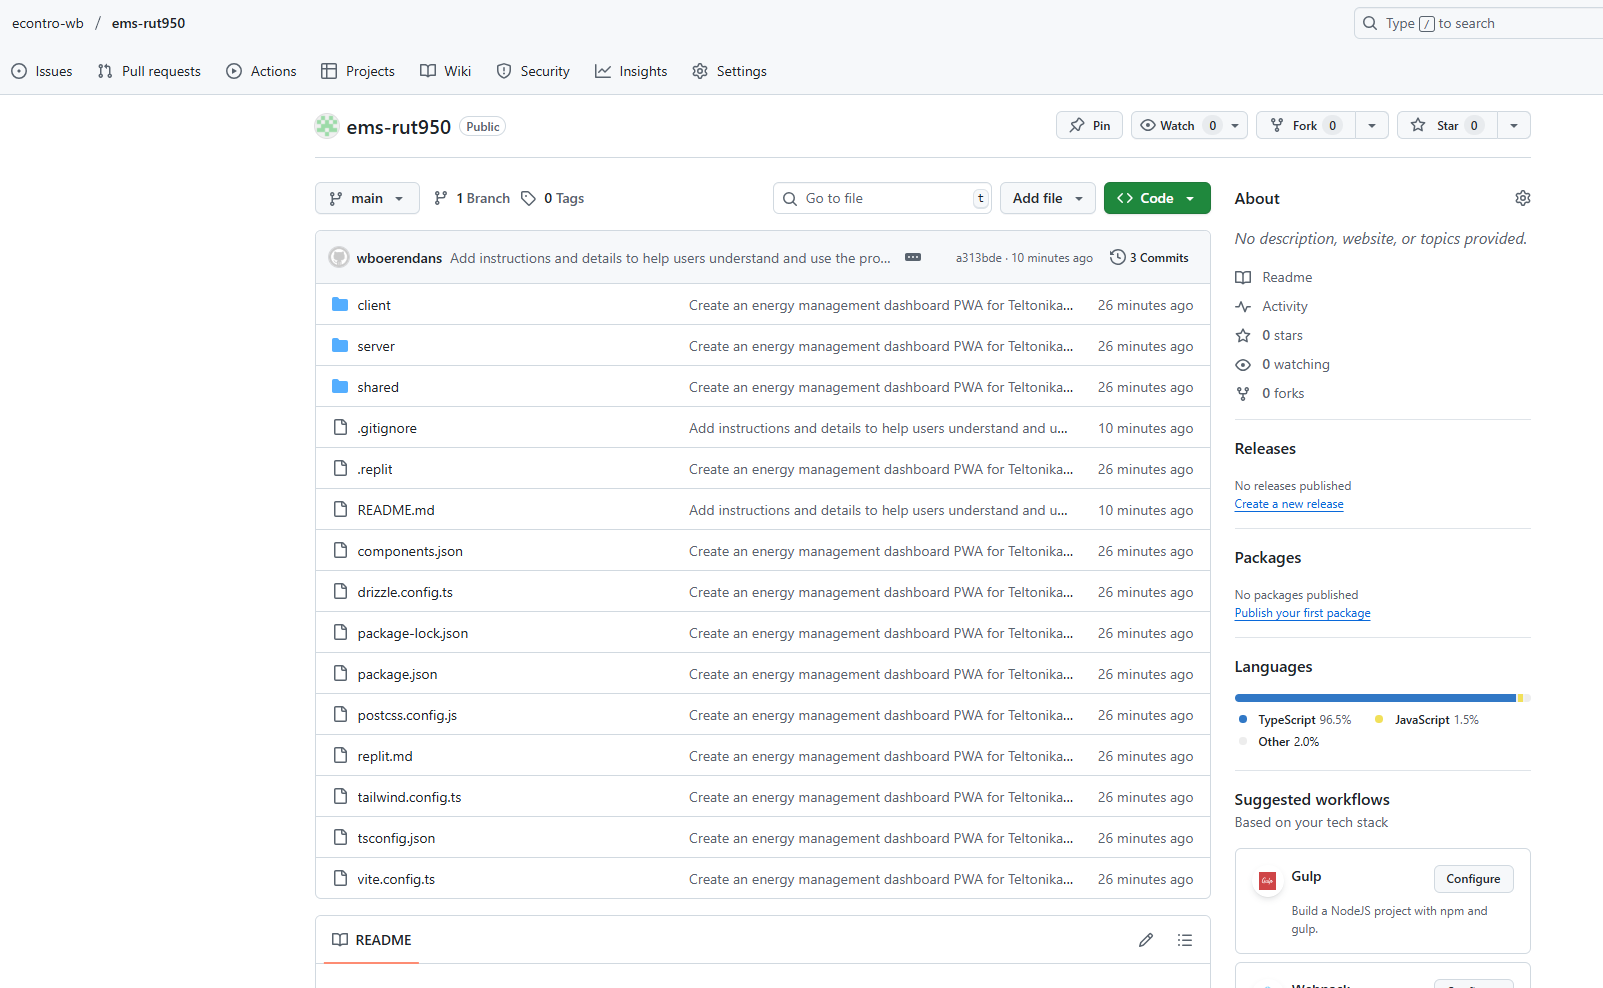 econtro-wb / ems-rut950
Type / to search
Issues Pull requests Actions Projects Wiki Security Insights Settings
ems-rut950 Public
Pin Watch 0 Fork 0 Star 0
main 1 Branch 0 Tags Go to file t Add file Code
wboerendans Add instructions and details to help users understand and use the pro... a313bde · 10 minutes ago 3 Commits
client Create an energy management dashboard PWA for Teltonika... 26 minutes ago
server Create an energy management dashboard PWA for Teltonika... 26 minutes ago
shared Create an energy management dashboard PWA for Teltonika... 26 minutes ago
.gitignore Add instructions and details to help users understand and u... 10 minutes ago
.replit Create an energy management dashboard PWA for Teltonika... 26 minutes ago
README.md Add instructions and details to help users understand and u... 10 minutes ago
components.json Create an energy management dashboard PWA for Teltonika... 26 minutes ago
drizzle.config.ts Create an energy management dashboard PWA for Teltonika... 26 minutes ago
package-lock.json Create an energy management dashboard PWA for Teltonika... 26 minutes ago
package.json Create an energy management dashboard PWA for Teltonika... 26 minutes ago
postcss.config.js Create an energy management dashboard PWA for Teltonika... 26 minutes ago
replit.md Create an energy management dashboard PWA for Teltonika... 26 minutes ago
tailwind.config.ts Create an energy management dashboard PWA for Teltonika... 26 minutes ago
tsconfig.json Create an energy management dashboard PWA for Teltonika... 26 minutes ago
vite.config.ts Create an energy management dashboard PWA for Teltonika... 26 minutes ago
README
About
No description, website, or topics provided.
Readme
Activity
0 stars
0 watching
0 forks
Releases
No releases published
Create a new release
Packages
No packages published
Publish your first package
Languages
TypeScript 96.5% JavaScript 1.5%
Other 2.0%
Suggested workflows
Based on your tech stack
Gulp Gulp Configure
Build a NodeJS project with npm and
gulp.